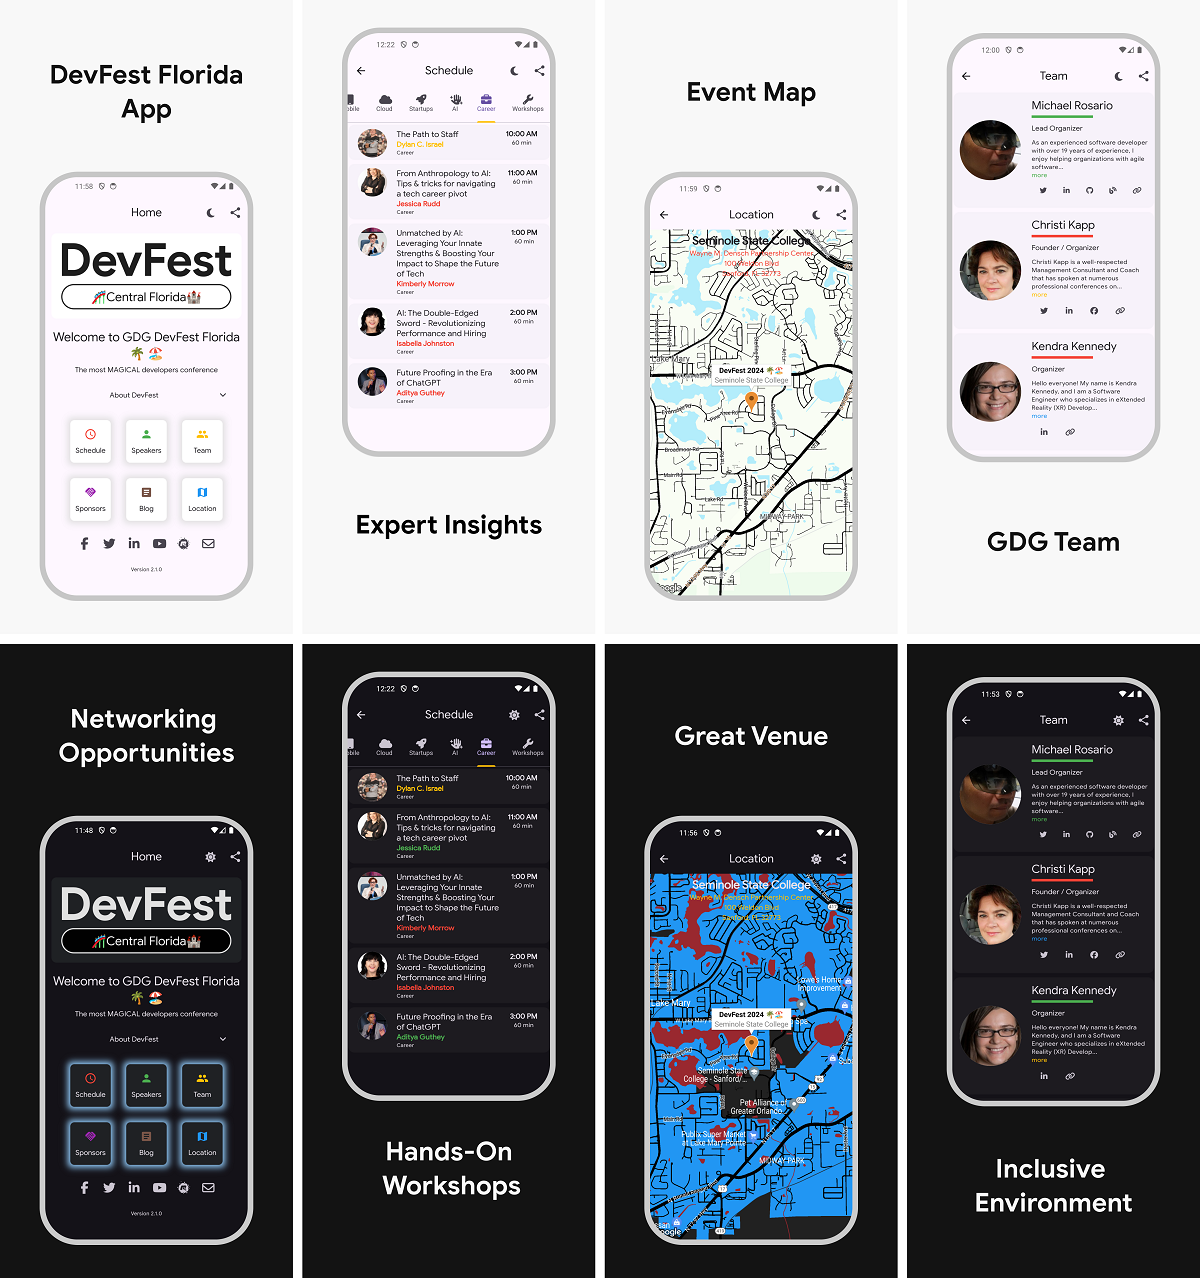 DevFest Florida
App
11:58
Home
DevFest
Central Florida
Welcome to GDG DevFest Florida
The most MAGICAL developers conference
About DevFest
Schedule
Speakers
Team
Sponsors
Blog
Location
Version 2.1.0
12:22
Schedule
bile
Cloud
Startups
AI
Career
Workshops
The Path to Staff
Dylan C. Israel
Career
10:00 AM
60 min
From Anthropology to AI:
Tips & tricks for navigating
a tech career pivot
Jessica Rudd
Career
11:00 AM
60 min
Unmatched by AI:
Leveraging Your Innate
Strengths & Boosting Your
Impact to Shape the Future
of Tech
Kimberly Morrow
Career
1:00 PM
60 min
AI: The Double-Edged
Sword - Revolutionizing
Performance and Hiring
Isabella Johnston
Career
2:00 PM
60 min
Future Proofing in the Era
of ChatGPT
Aditya Guthey
Career
3:00 PM
60 min
Expert Insights
Event Map
11:59
Location
Seminole State College
Wayne M. Densch Partnership Center
100 Weldon Blvd
Sanford, FL 32773
Lake Mary
DevFest 2024
Seminole State College
Broadmoor Rd
Main Rd
Lake Rd
MIDWAY-PARK
oogle
12:00
Team
Michael Rosario
Lead Organizer
As an experienced software developer
with over 19 years of experience, I
enjoy helping organizations with agile
software...
more
Christi Kapp
Founder / Organizer
Christi Kapp is a well-respected
Management Consultant and Coach
that has spoken at numerous
professional conferences on...
more
Kendra Kennedy
Organizer
Hello everyone! My name is Kendra
Kennedy, and I am a Software
Engineer who specializes in eXtended
Reality (XR) Develop...
more
GDG Team
Networking
Opportunities
11:48
Home
DevFest
Central Florida
Welcome to GDG DevFest Florida
The most MAGICAL developers conference
About DevFest
Schedule
Speakers
Team
Sponsors
Blog
Location
Version 2.1.0
12:22
Schedule
bile
Cloud
Startups
AI
Career
Workshops
The Path to Staff
Dylan C. Israel
Career
10:00 AM
60 min
From Anthropology to AI:
Tips & tricks for navigating
a tech career pivot
Jessica Rudd
Career
11:00 AM
60 min
Unmatched by AI:
Leveraging Your Innate
Strengths & Boosting Your
Impact to Shape the Future
of Tech
Kimberly Morrow
Career
1:00 PM
60 min
AI: The Double-Edged
Sword - Revolutionizing
Performance and Hiring
Isabella Johnston
Career
2:00 PM
60 min
Future Proofing in the Era
of ChatGPT
Aditya Guthey
Career
3:00 PM
60 min
Hands-On
Workshops
Great Venue
11:56
Location
Seminole State College
Wayne M. Densch Partnership Center
100 Weldon Blvd
Sanford, FL 32773
417
Lowe's Home
Improvement
Lake Mary
DevFest 2024
Seminole State College
Spa
Seminole State
College - Sanford/...
Pet Alliance of
Greater Orlando
Publix Super Market
at Lake Mary Pointe
MIDWAY-PARK
17
ssan
oogle
11:53
Team
Michael Rosario
Lead Organizer
As an experienced software developer
with over 19 years of experience, I
enjoy helping organizations with agile
software...
more
Christi Kapp
Founder / Organizer
Christi Kapp is a well-respected
Management Consultant and Coach
that has spoken at numerous
professional conferences on...
more
Kendra Kennedy
Organizer
Hello everyone! My name is Kendra
Kennedy, and I am a Software
Engineer who specializes in eXtended
Reality (XR) Develop...
more
Inclusive
Environment